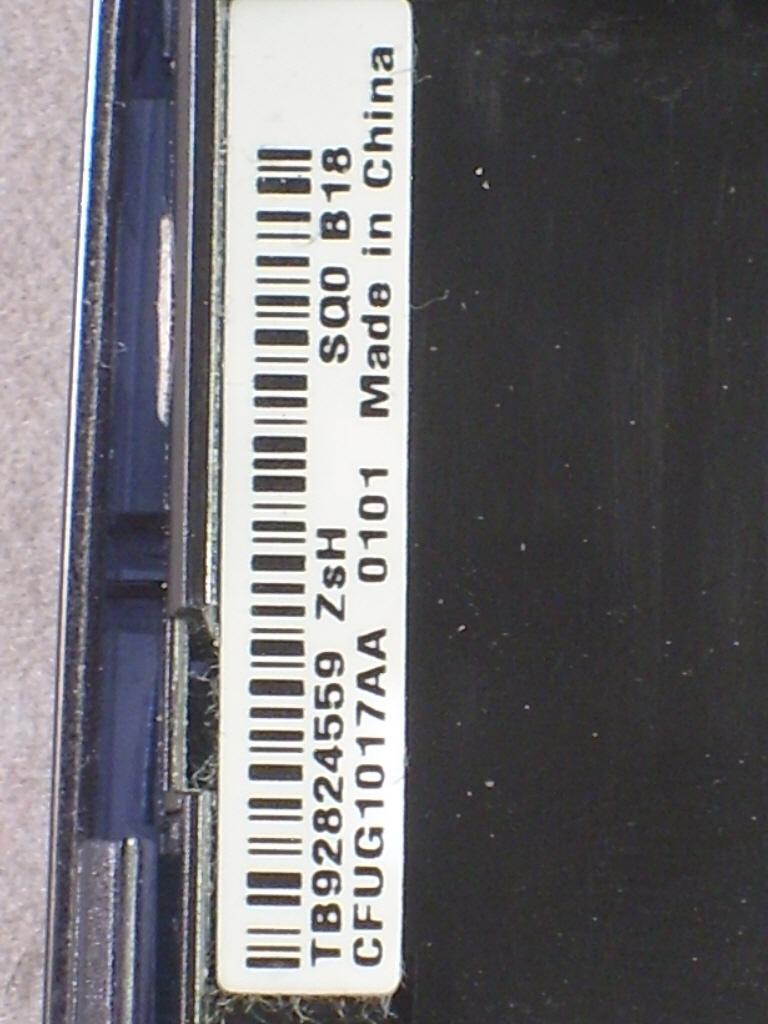 TB92824559 ZsH SQ0 B18
CFUG1017AA 0101 Made in China